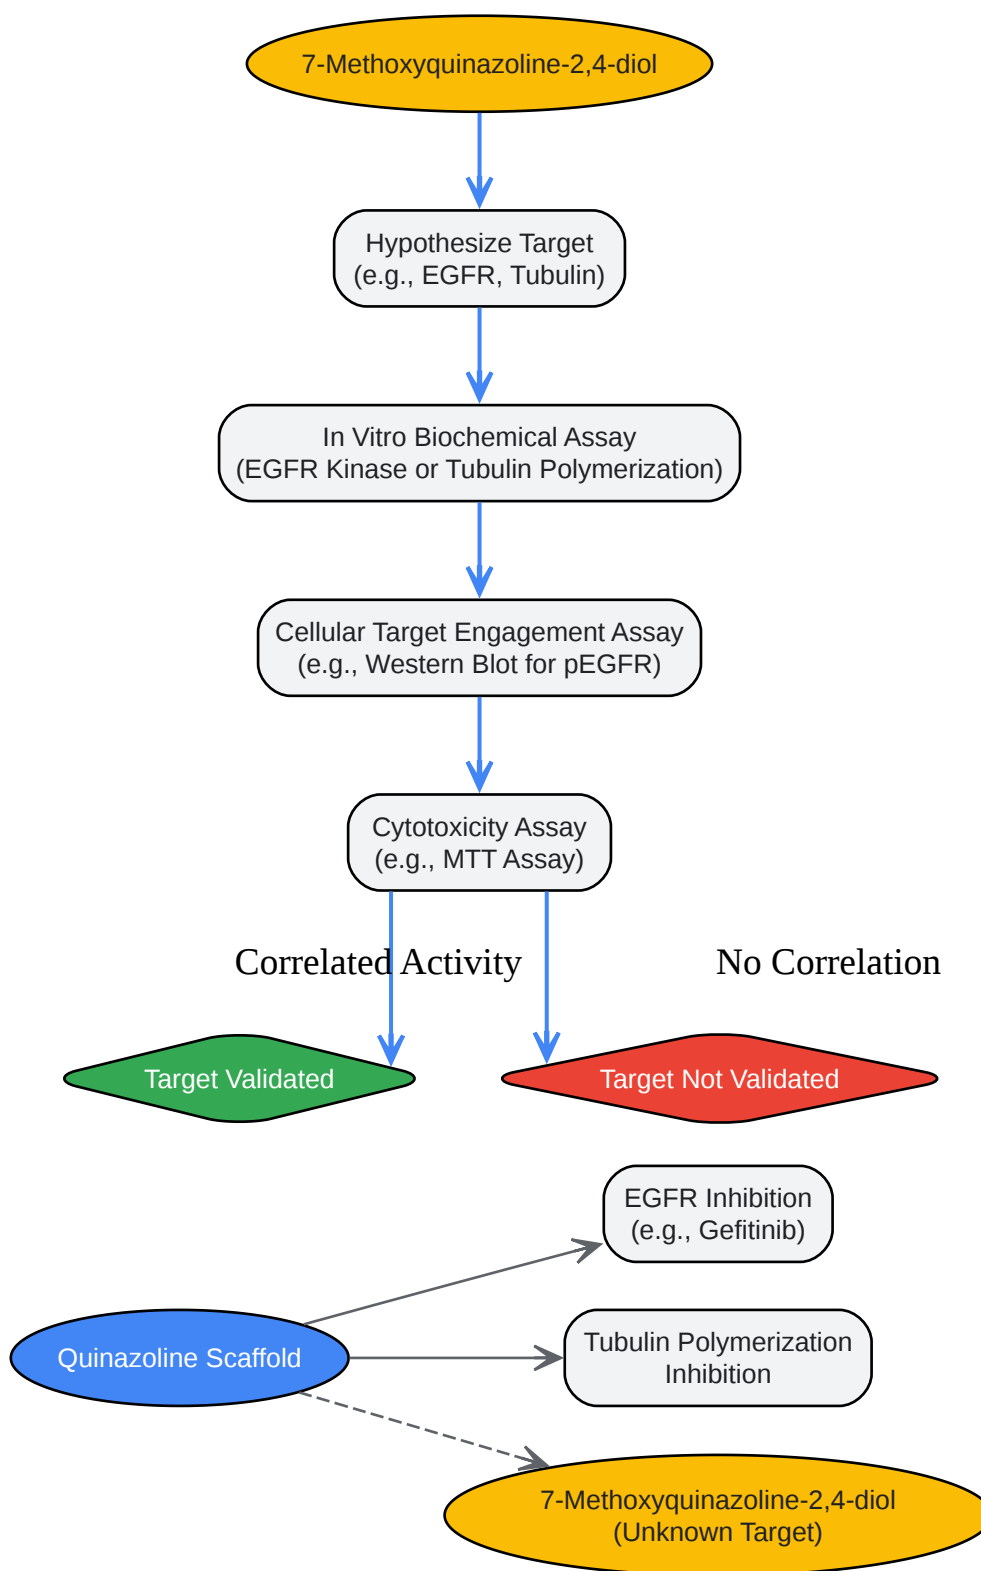 7-Methoxyquinazoline-2,4-diol
Hypothesize Target
(e.g., EGFR, Tubulin)
In Vitro Biochemical Assay
(EGFR Kinase or Tubulin Polymerization)
Cellular Target Engagement Assay
(e.g., Western Blot for pEGFR)
Cytotoxicity Assay
(e.g., MTT Assay)
Correlated Activity
No Correlation
Target Validated
Target Not Validated
EGFR Inhibition
(e.g., Gefitinib)
Quinazoline Scaffold
Tubulin Polymerization
Inhibition
7-Methoxyquinazoline-2,4-diol
(Unknown Target)